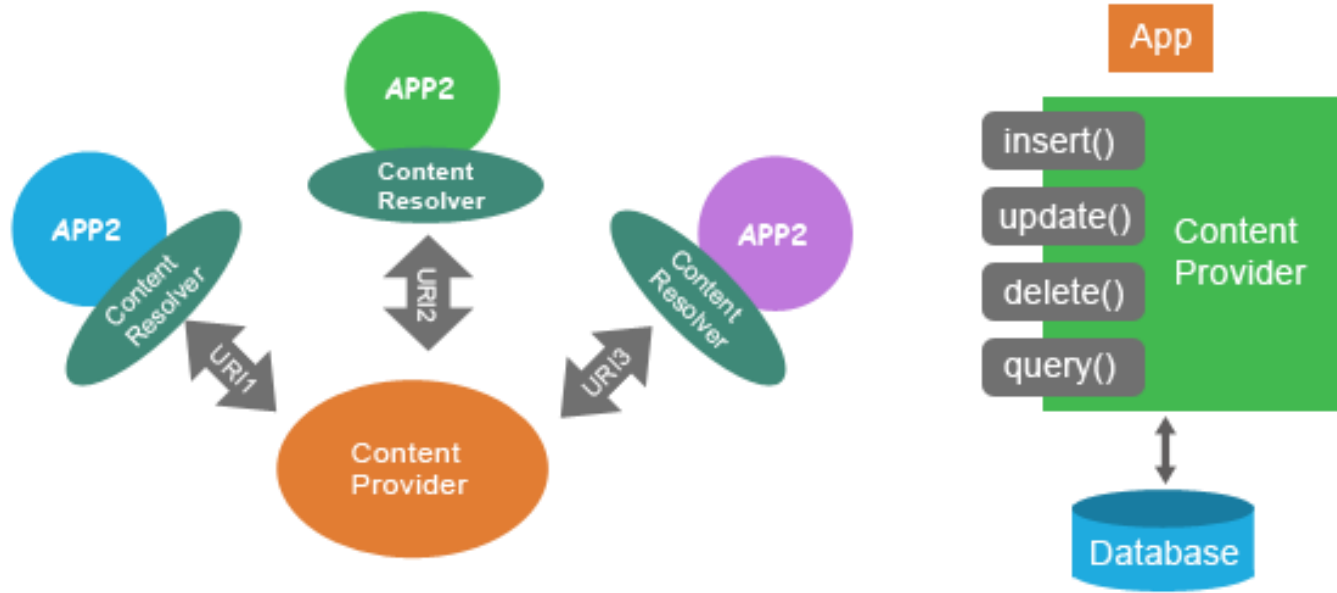 APP2
Content
Resolver
APP2
Content
Resolver
APP2
Content
Resolver
URI1
URI2
URI3
Content
Provider
App
insert()
update()
delete()
query()
Content
Provider
Database